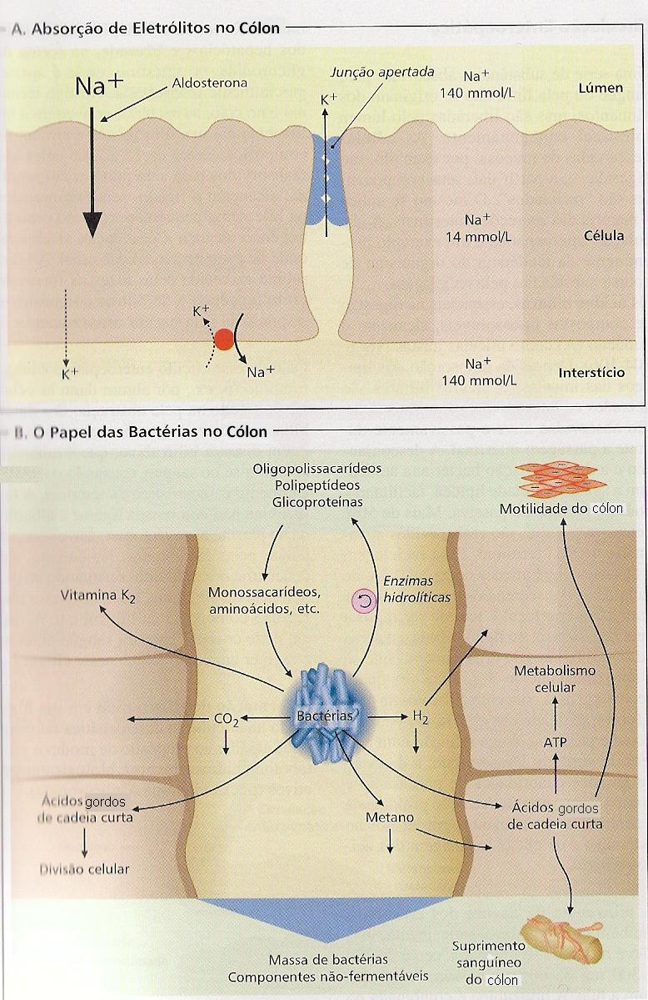 A. Absorção de Eletrólitos no Cólon
Na+
Aldosterona
Junção apertada
K+
Na+
140 mmol/L
Lúmen
Na+
14 mmol/L
Célula
K+
K+
Na+
Na+
140 mmol/L
Interstício
B. O Papel das Bactérias no Cólon
Oligopolissacarídeos
Polipeptídeos
Glicoproteínas
Motilidade do cólon
Vitamina K2
Monossacarídeos,
aminoácidos, etc.
Enzimas
hidrolíticas
Metabolismo
celular
CO2
Bactérias
H2
ATP
Ácidos gordos
de cadeia curta
Metano
Ácidos gordos
de cadeia curta
Divisão celular
Massa de bactérias
Componentes não-fermentáveis
Suprimento
sanguíneo
do cólon